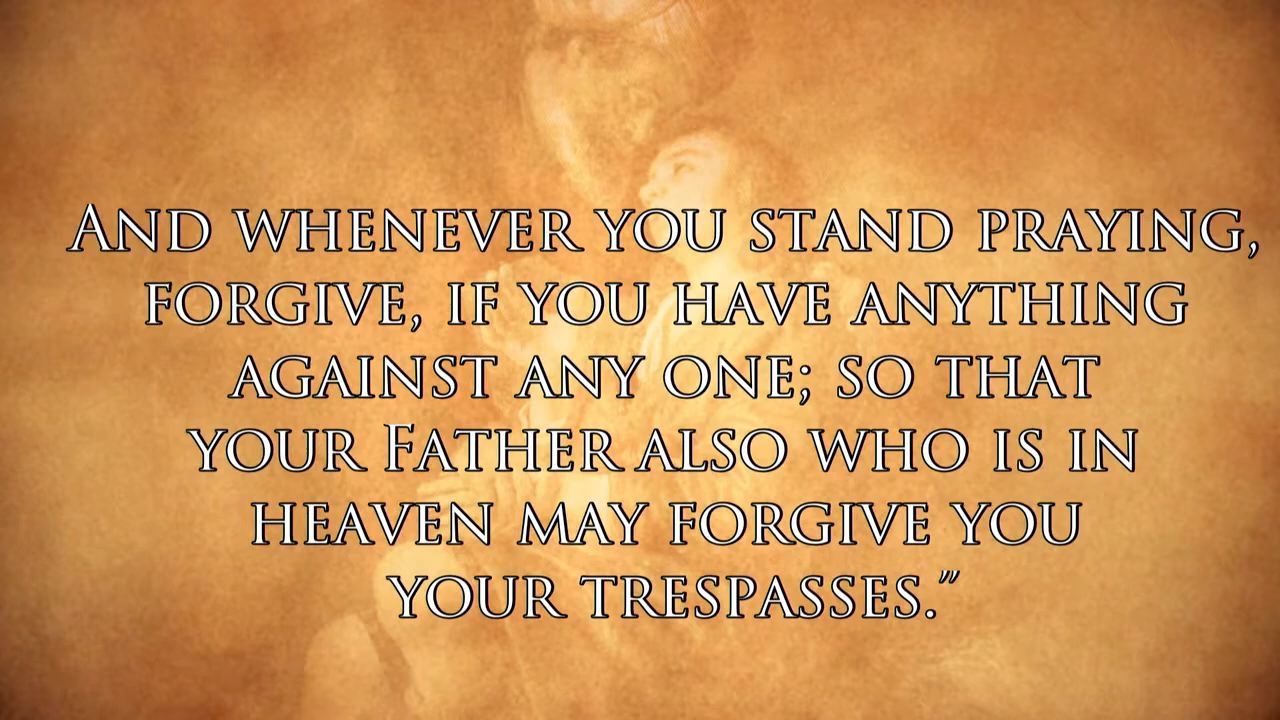 And whenever you stand praying,
forgive, if you have anything
against any one; so that
your Father also who is in
heaven may forgive you
your trespasses.”